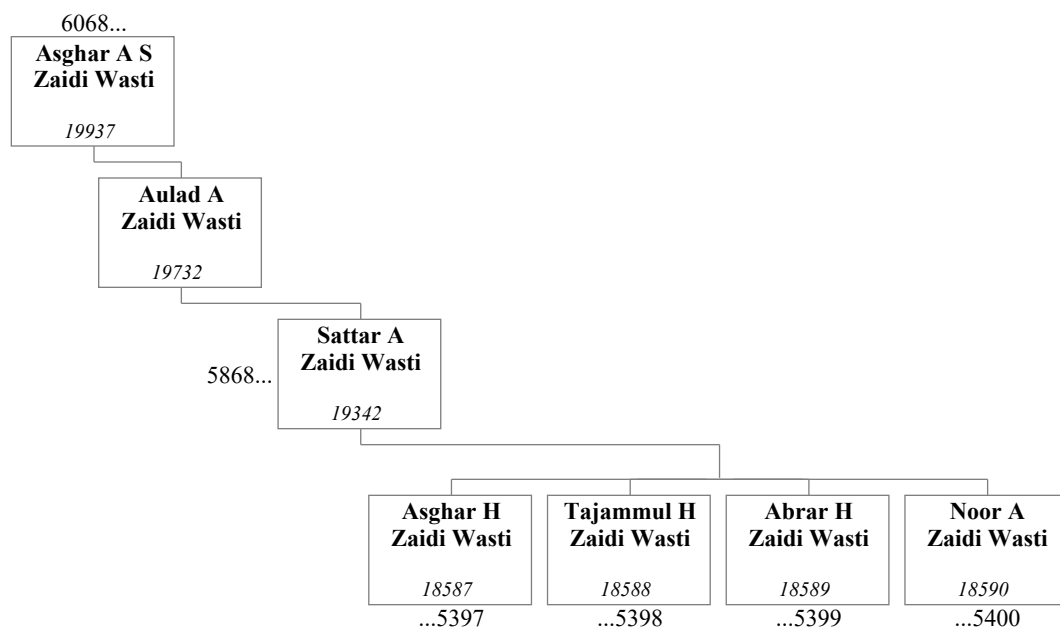 6068...
Asghar A S
Zaidi Wasti
19937
Aulad A
Zaidi Wasti
19732
Sattar A
Zaidi Wasti
5868...
19342
Asghar H
Zaidi Wasti
18587
...5397
Tajammul H
Zaidi Wasti
18588
...5398
Abrar H
Zaidi Wasti
18589
...5399
Noor A
Zaidi Wasti
18590
...5400